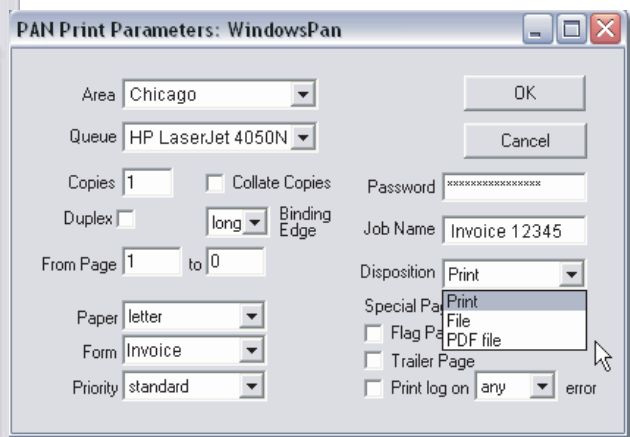 PAN Print Parameters: WindowsPan
Area Chicago
OK
Queue HP LaserJet 4050N
Cancel
Copies 1 Collate Copies
Password ****************
Duplex long Binding Edge
Job Name Invoice 12345
From Page 1 to 0
Disposition Print
Special Pa
Print
File
PDF file
Paper letter
Flag Pa
Form Invoice
Trailer Page
Priority standard
Print log on any error